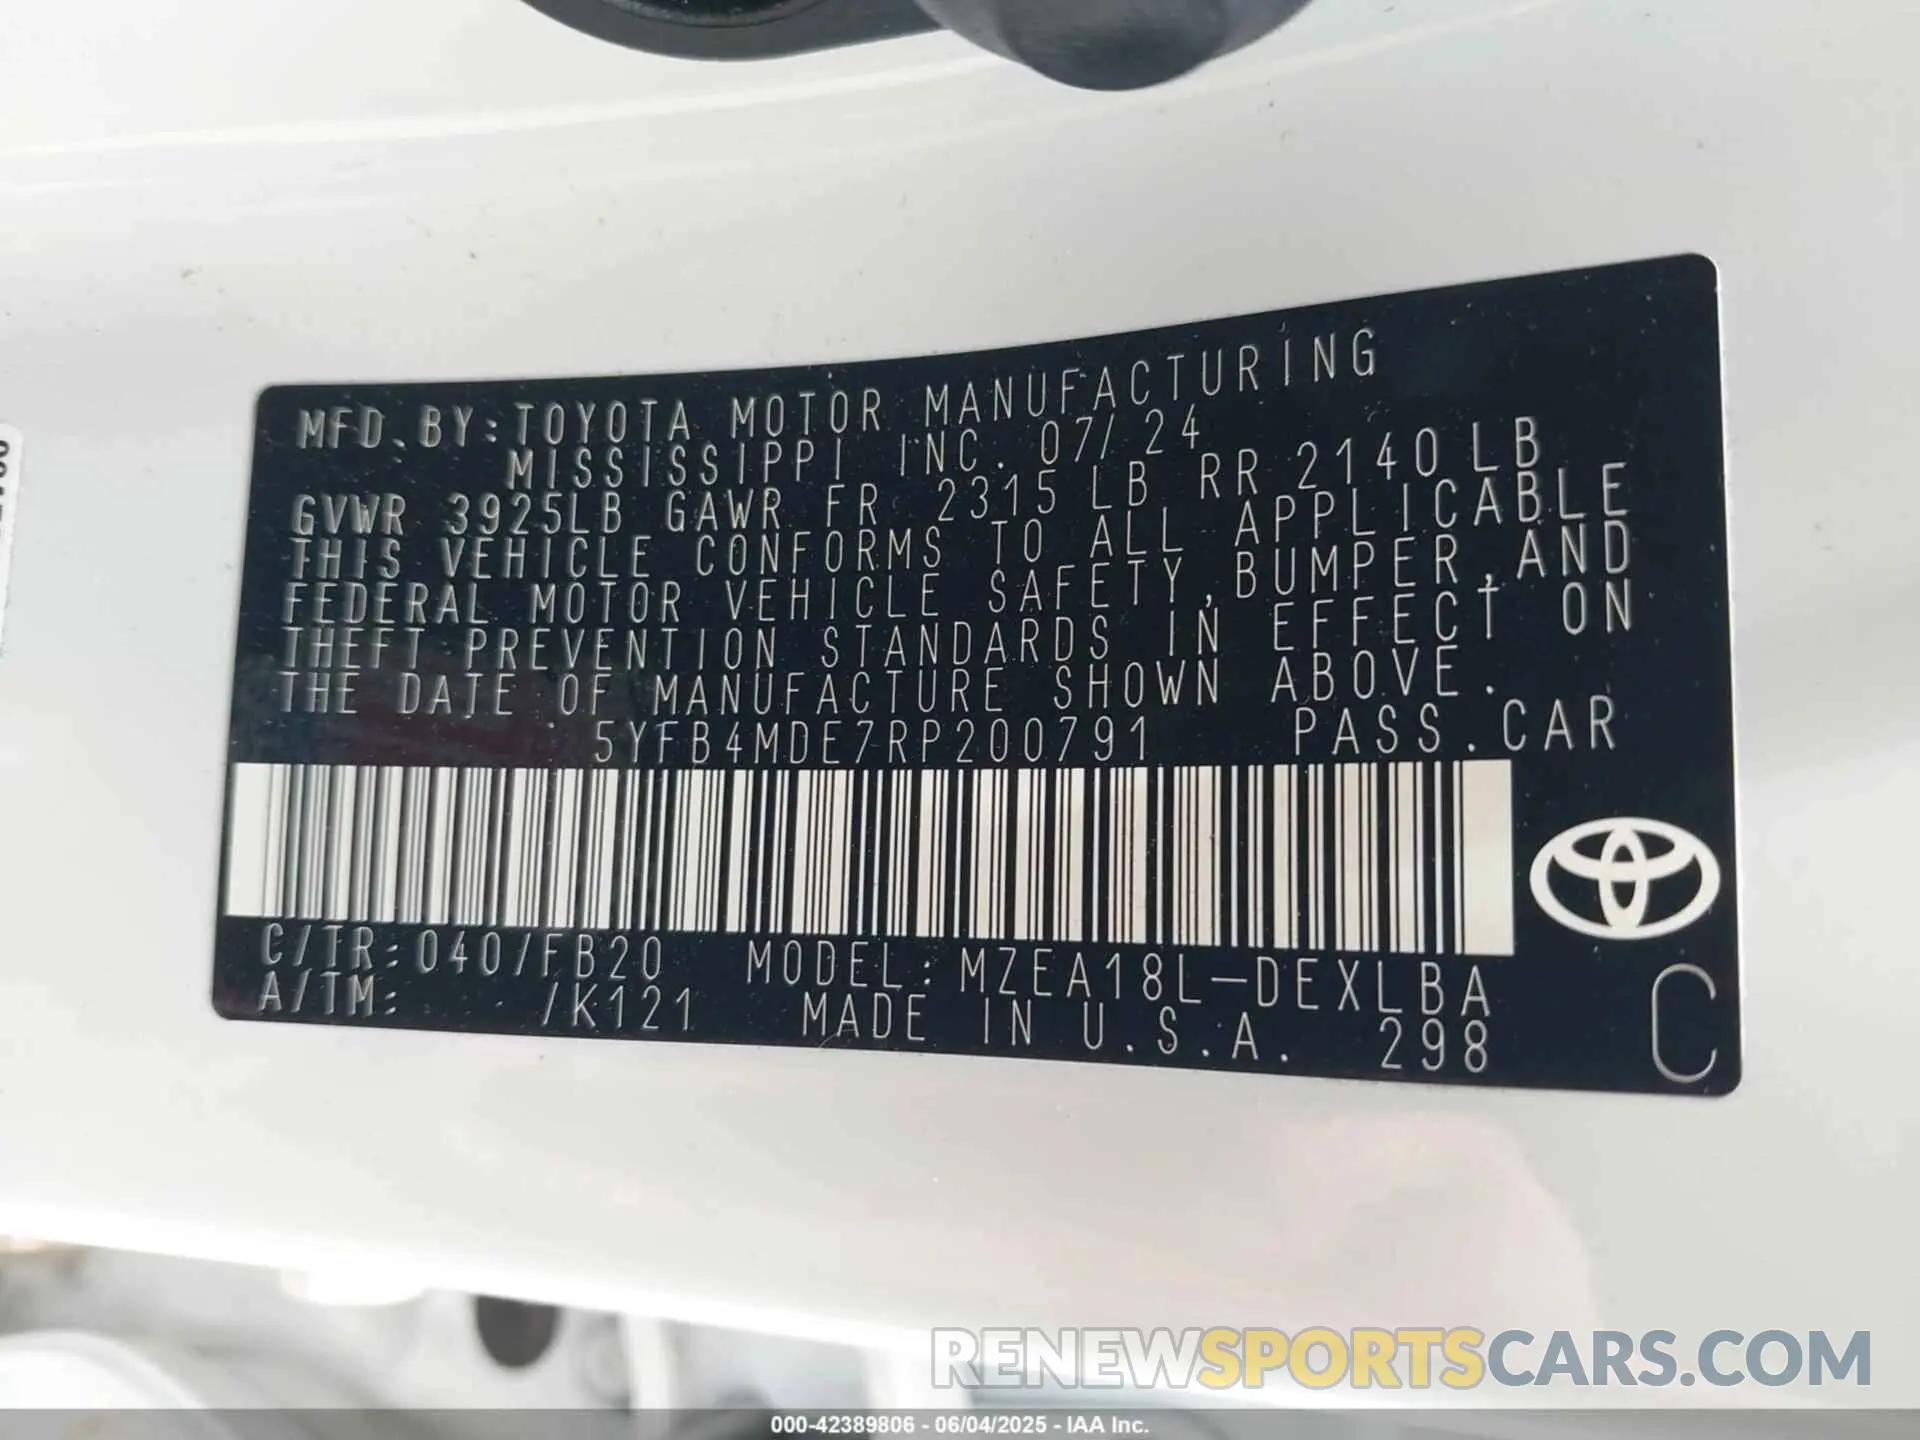 MFD. BY: TOYOTA MOTOR MANUFACTURING
MISSISSIPPI INC. 07/24
GVWR 3925LB GAWR FR 2315 LB RR 2140 LB
THIS VEHICLE CONFORMS TO ALL APPLICABLE
FEDERAL MOTOR VEHICLE SAFETY, BUMPER, AND
THEFT PREVENTION STANDARDS IN EFFECT ON
THE DATE OF MANUFACTURE SHOWN ABOVE.
5YFB4MDE7RP200791 PASS. CAR
C/TR: 040/FB20 MODEL: MZEA18L-DEXLBA
A/TM: /K121 MADE IN U.S.A. 298
C
RENEWSPORTSCARS.COM
000-42389806 - 06/04/2025 - IAA Inc.